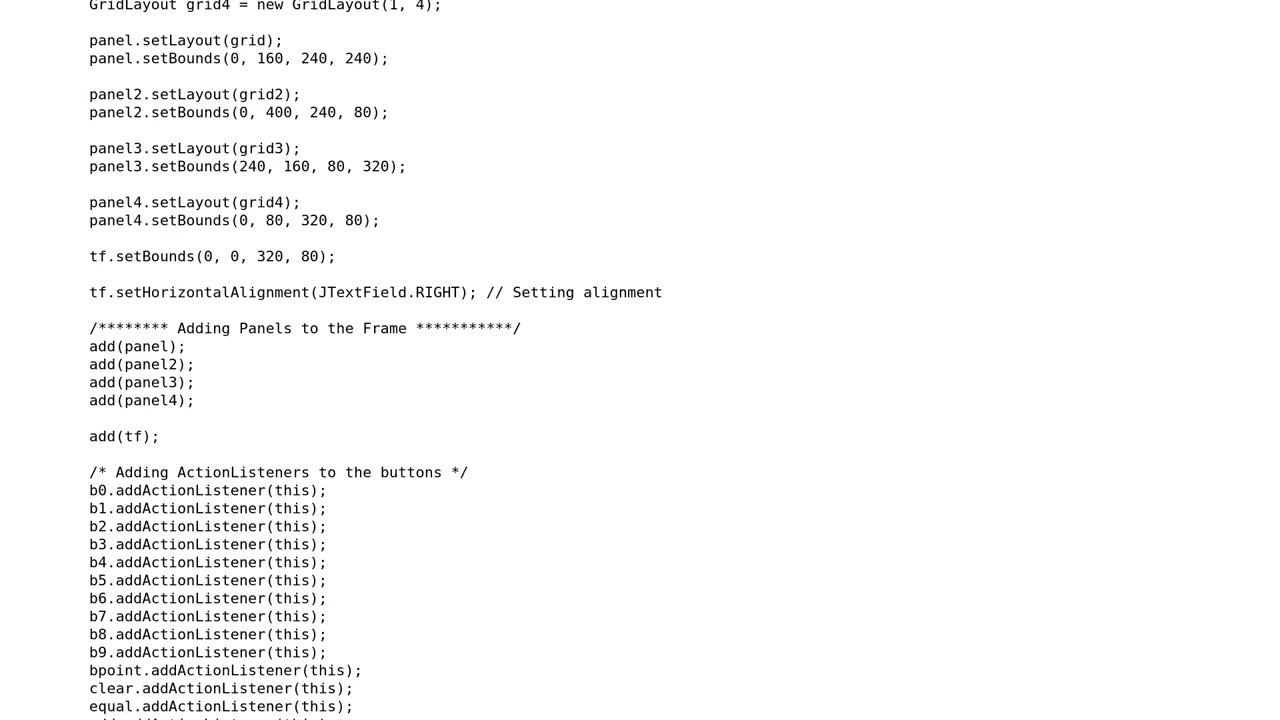 GridLayout grid4 = new GridLayout(1, 4);
panel.setLayout(grid);
panel.setBounds(0, 160, 240, 240);
panel2.setLayout(grid2);
panel2.setBounds(0, 400, 240, 80);
panel3.setLayout(grid3);
panel3.setBounds(240, 160, 80, 320);
panel4.setLayout(grid4);
panel4.setBounds(0, 80, 320, 80);
tf.setBounds(0, 0, 320, 80);
tf.setHorizontalAlignment(JTextField.RIGHT); // Setting alignment
/******** Adding Panels to the Frame ***********/
add(panel);
add(panel2);
add(panel3);
add(panel4);
add(tf);
/* Adding ActionListeners to the buttons */
b0.addActionListener(this);
b1.addActionListener(this);
b2.addActionListener(this);
b3.addActionListener(this);
b4.addActionListener(this);
b5.addActionListener(this);
b6.addActionListener(this);
b7.addActionListener(this);
b8.addActionListener(this);
b9.addActionListener(this);
bpoint.addActionListener(this);
clear.addActionListener(this);
equal.addActionListener(this);